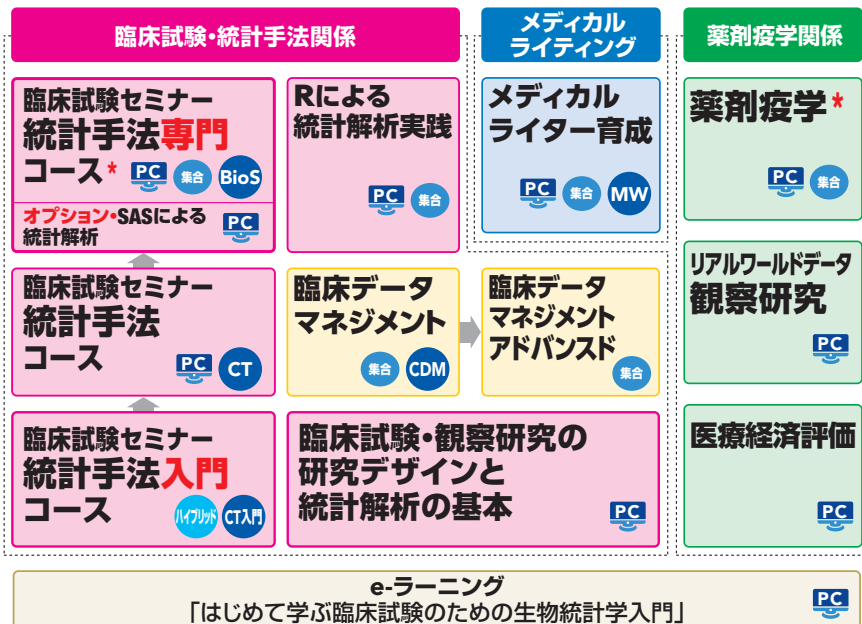 臨床試験・統計手法関係
メディカル
ライティング
薬剤疫学関係
臨床試験セミナー
統計手法専門
コース* PC 集合 BioS
オプション・SASによる
統計解析 PC
Rによる
統計解析実践
PC 集合
メディカル
ライター育成
PC 集合 MW
薬剤疫学*
PC 集合
臨床試験セミナー
統計手法
コース PC CT
臨床データ
マネジメント
集合 CDM
臨床データ
マネジメント
アドバンスド
集合
リアルワールドデータ
観察研究
PC
臨床試験セミナー
統計手法入門
コース ハイブリッド CT入門
臨床試験・観察研究の
研究デザインと
統計解析の基本 PC
医療経済評価
PC
e-ラーニング
「はじめて学ぶ臨床試験のための生物統計学入門」 PC